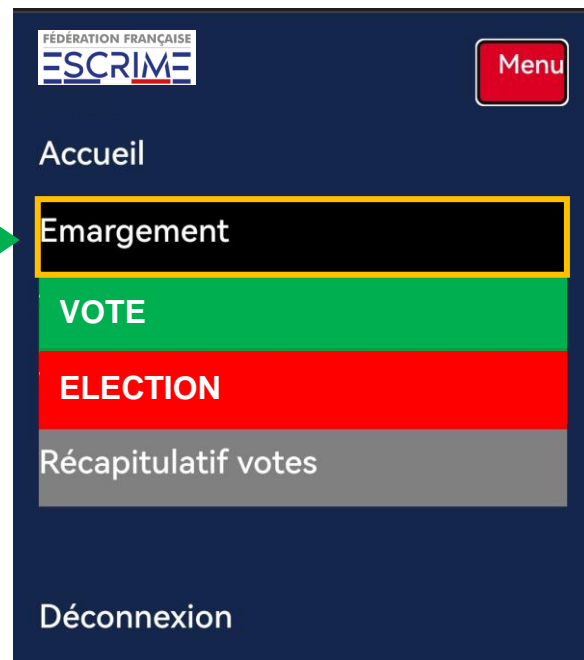 FÉDÉRATION FRANÇAISE
ESCRIME
Menu
Accueil
Emargement
VOTE
ELECTION
Récapitulatif votes
Déconnexion